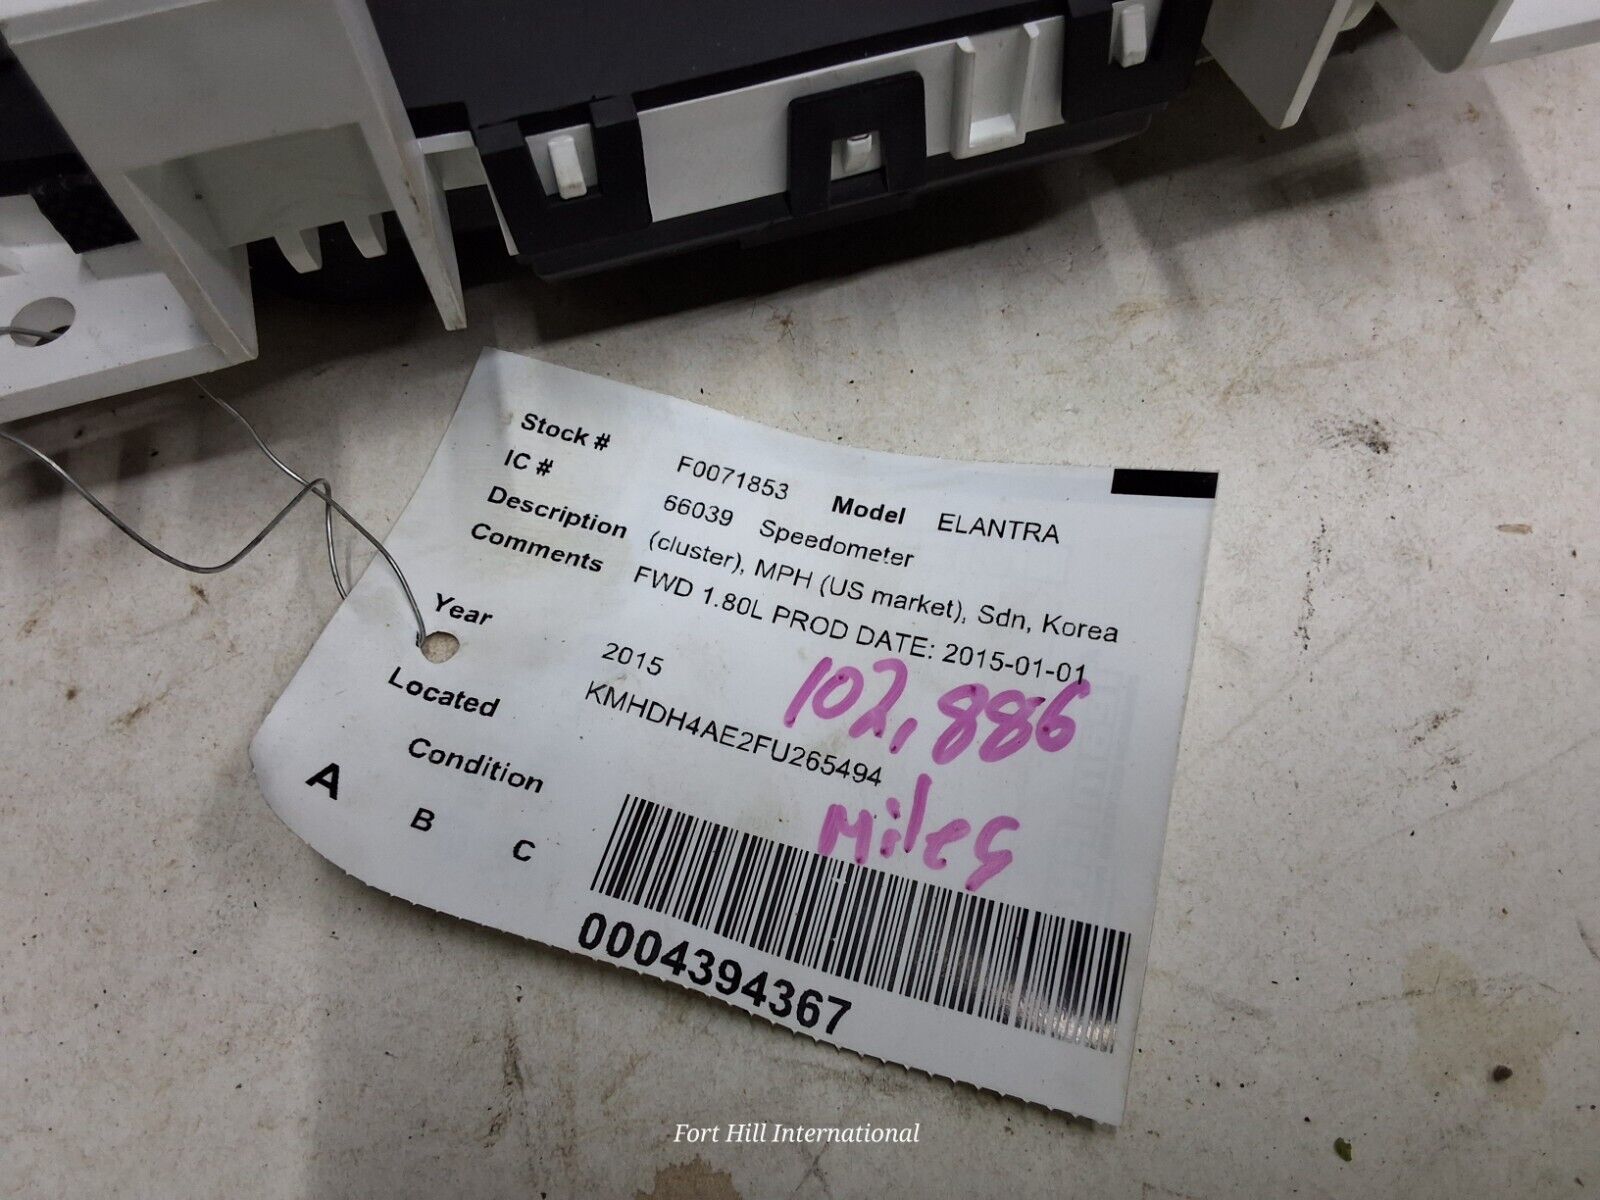 Stock # F0071853 Model ELANTRA
IC # 66039 Speedometer
Description (cluster), MPH (US market), Sdn, Korea
Comments FWD 1.80L PROD DATE: 2015-01-01
Year 2015
102,886
Located KMHDH4AE2FU265494
Miles
Condition
A B C
0004394367
Fort Hill International